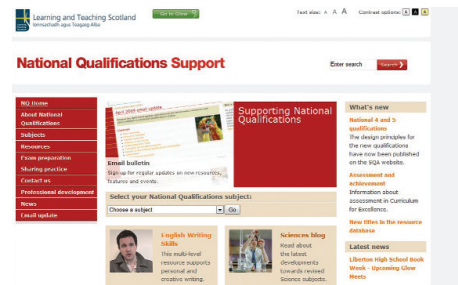 Learning and Teaching Scotland
Ionnsachadh agus Teagasg Alba
Go to Glow
Text size: A A A
Contrast options: A A A
National Qualifications Support
Enter search
Search
NQ Home
About National
Qualifications
Subjects
Resources
Exam preparation
Sharing practice
Contact us
Professional development
News
Email update
April 2010 email update
Email bulletin
Sign up for regular updates on new resources,
features and events.
Supporting National
Qualifications
Select your National Qualifications subject:
Choose a subject
Go
English Writing
Skills
This multi-level
resource supports
personal and
creative writing.
Sciences blog
Read about
the latest
developments
towards revised
Science subjects.
What's new
National 4 and 5
qualifications
The design principles for
the new qualifications
have now been published
on the SQA website.
Assessment and
achievement
Information about
assessment in Curriculum
for Excellence.
New titles in the resource
database
Latest news
Liberton High School Book
Week - Upcoming Glow
Meets